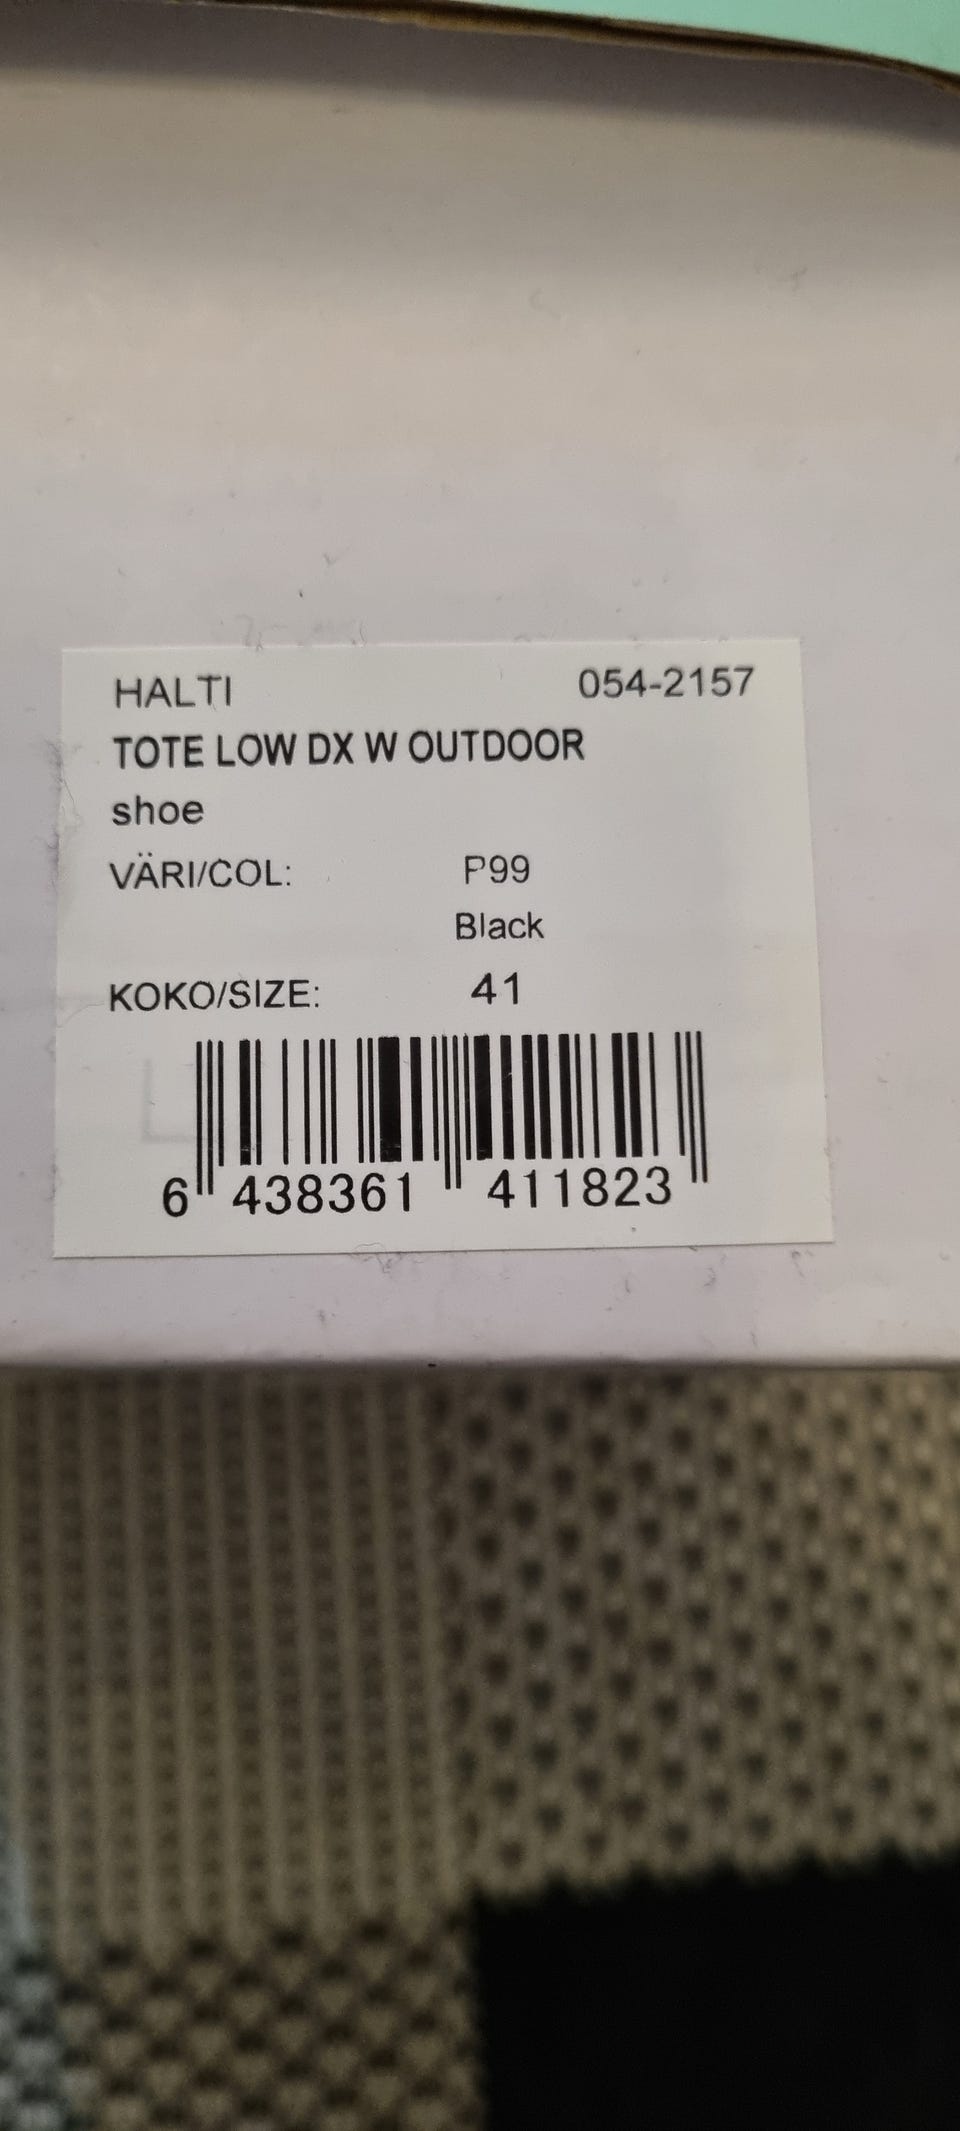 HALTI 054-2157
TOTE LOW DX W OUTDOOR
shoe
VÄRI/COL: P99
Black
KOKO/SIZE: 41
6 438361 411823